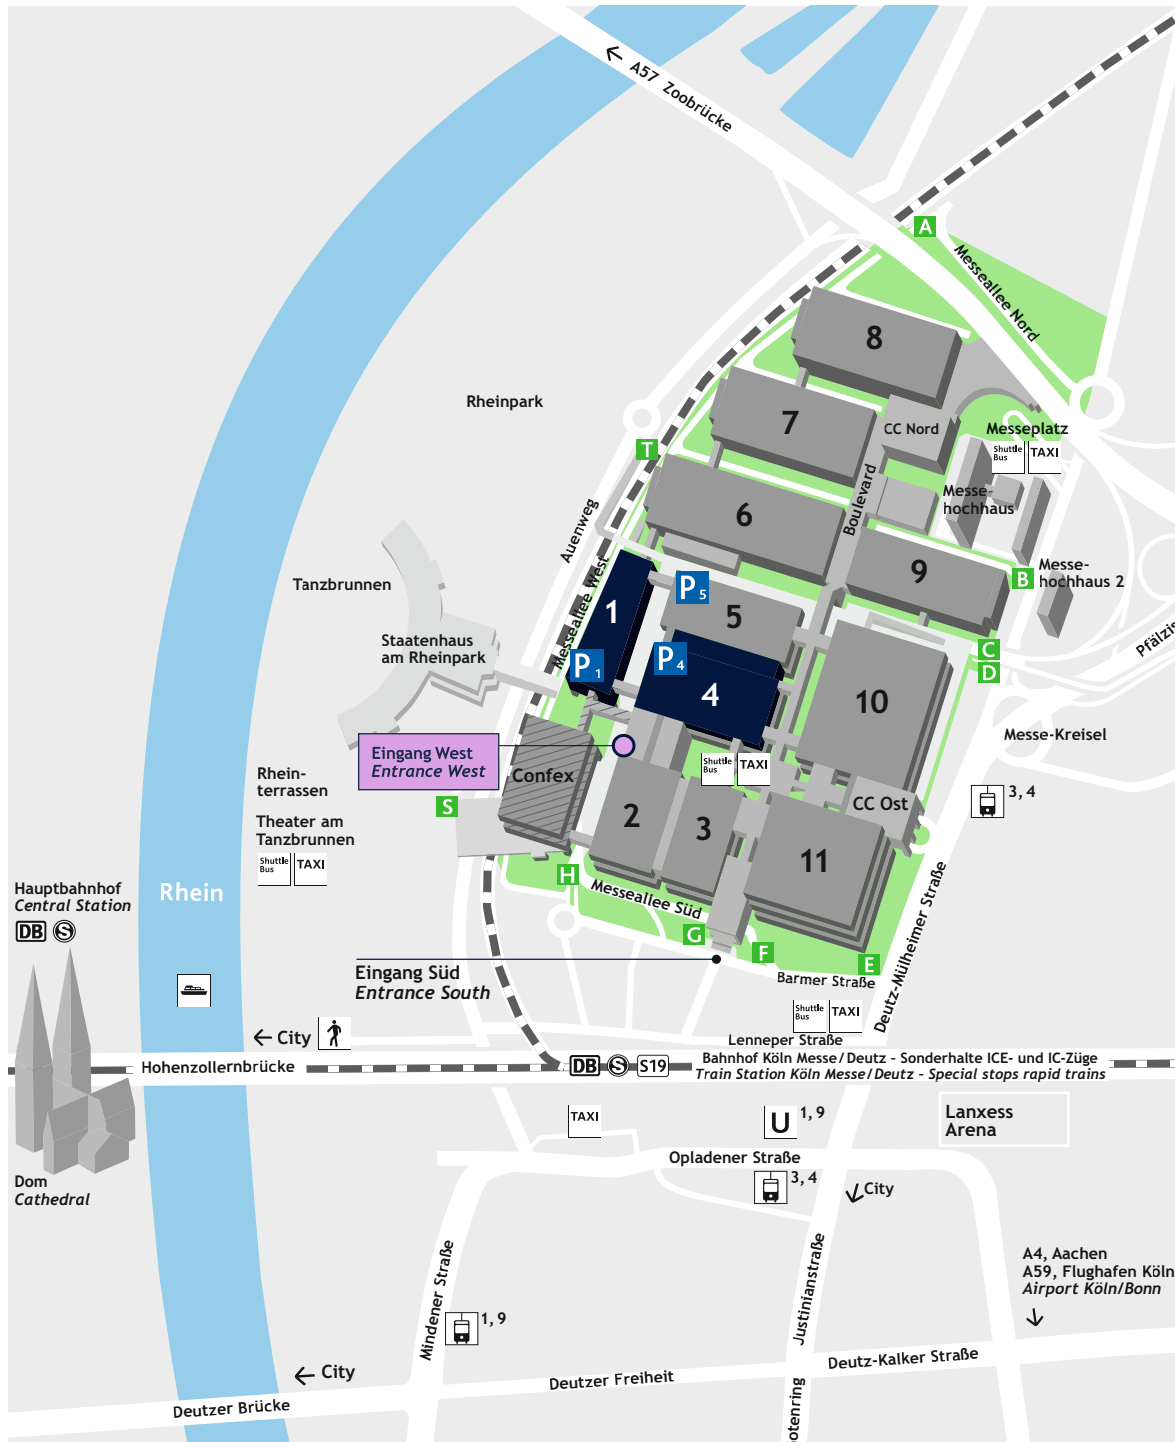 A57 Zoobrücke
A
Messeallee Nord
8
Rheinpark
7
CC Nord
Messeplatz
Shuttle
Bus
TAXI
T
Boulevard
Messe-
hochhaus
6
Auenweg
Messeallee West
9
B
Messe-
hochhaus 2
Tanzbrunnen
P5
1
5
Pfälzis
Staatenhaus
am Rheinpark
P1
P4
4
C
D
10
Messe-Kreisel
Eingang West
Entrance West
Confex
Shuttle
Bus
TAXI
Rhein-
terrassen
S
CC Ost
3, 4
Theater am
Tanzbrunnen
2
3
11
Shuttle
Bus
TAXI
H
Hauptbahnhof
Central Station
DB
S
Rhein
Messeallee Süd
Deutz-Mülheimer Straße
G
F
E
Eingang Süd
Entrance South
Barmer Straße
Shuttle
Bus
TAXI
City
Lenneper Straße
Hohenzollernbrücke
DB
S
S19
Bahnhof Köln Messe/Deutz - Sonderhalte ICE- und IC-Züge
Train Station Köln Messe/Deutz - Special stops rapid trains
TAXI
U
1, 9
Lanxess
Arena
Opladener Straße
3, 4
City
Dom
Cathedral
Mindener Straße
1, 9
Justinianstraße
A4, Aachen
A59, Flughafen Köln
Airport Köln/Bonn
City
Deutz-Kalker Straße
Deutzer Freiheit
Deutzer Brücke
otenring